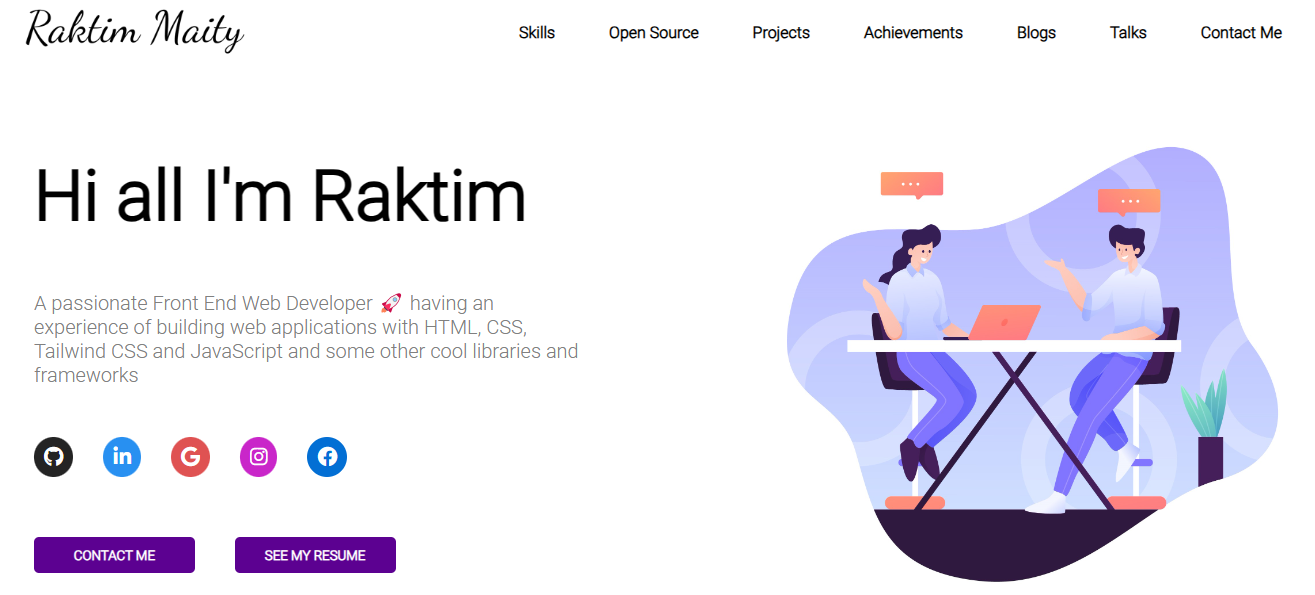 Raktim Maity
Skills Open Source Projects Achievements Blogs Talks Contact Me
Hi all I'm Raktim
A passionate Front End Web Developer 🚀 having an
experience of building web applications with HTML, CSS,
Tailwind CSS and JavaScript and some other cool libraries and
frameworks
CONTACT ME SEE MY RESUME